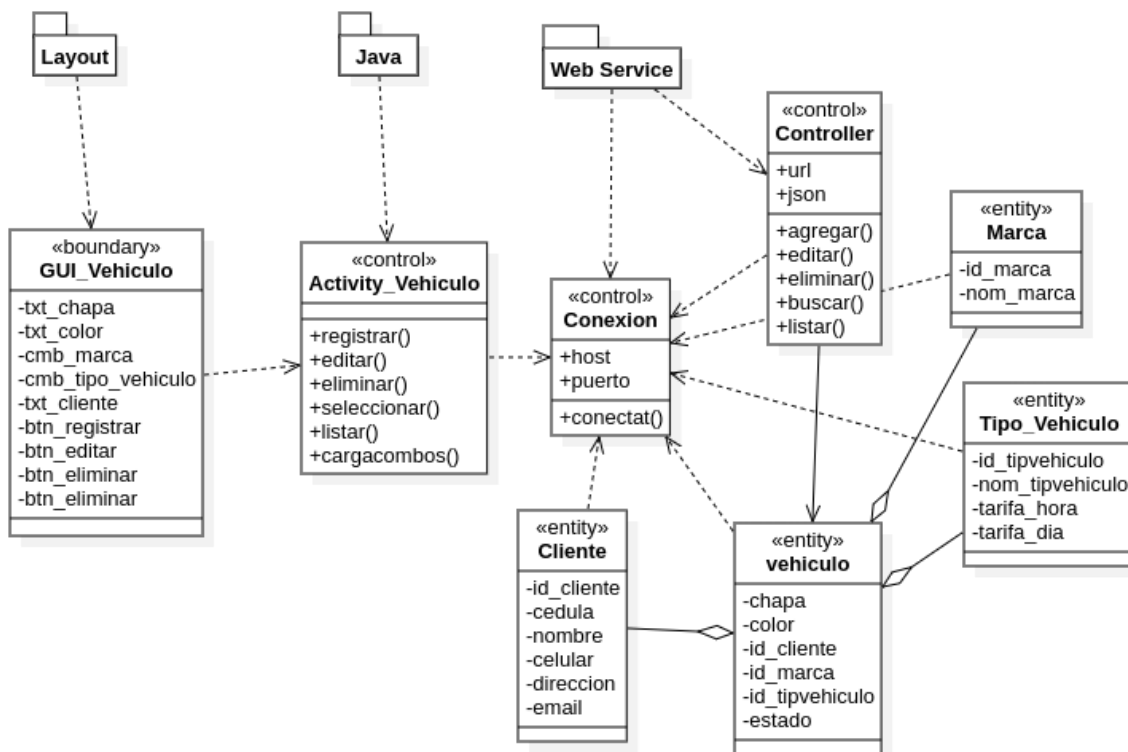 Layout
Java
Web Service
«control»
Controller
+url
+json
+agregar()
+editar()
+eliminar()
+buscar()
+listar()
«entity»
Marca
-id_marca
-nom_marca
«boundary»
GUI_Vehiculo
-txt_chapa
-txt_color
-cmb_marca
-cmb_tipo_vehiculo
-txt_cliente
-btn_registrar
-btn_editar
-btn_eliminar
-btn_eliminar
«control»
Activity_Vehiculo
+registrar()
+editar()
+eliminar()
+seleccionar()
+listar()
+cargacombos()
«control»
Conexion
+host
+puerto
+conectat()
«entity»
Tipo_Vehiculo
-id_tipvehiculo
-nom_tipvehiculo
-tarifa_hora
-tarifa_dia
«entity»
Cliente
-id_cliente
-cedula
-nombre
-celular
-direccion
-email
«entity»
vehiculo
-chapa
-color
-id_cliente
-id_marca
-id_tipvehiculo
-estado